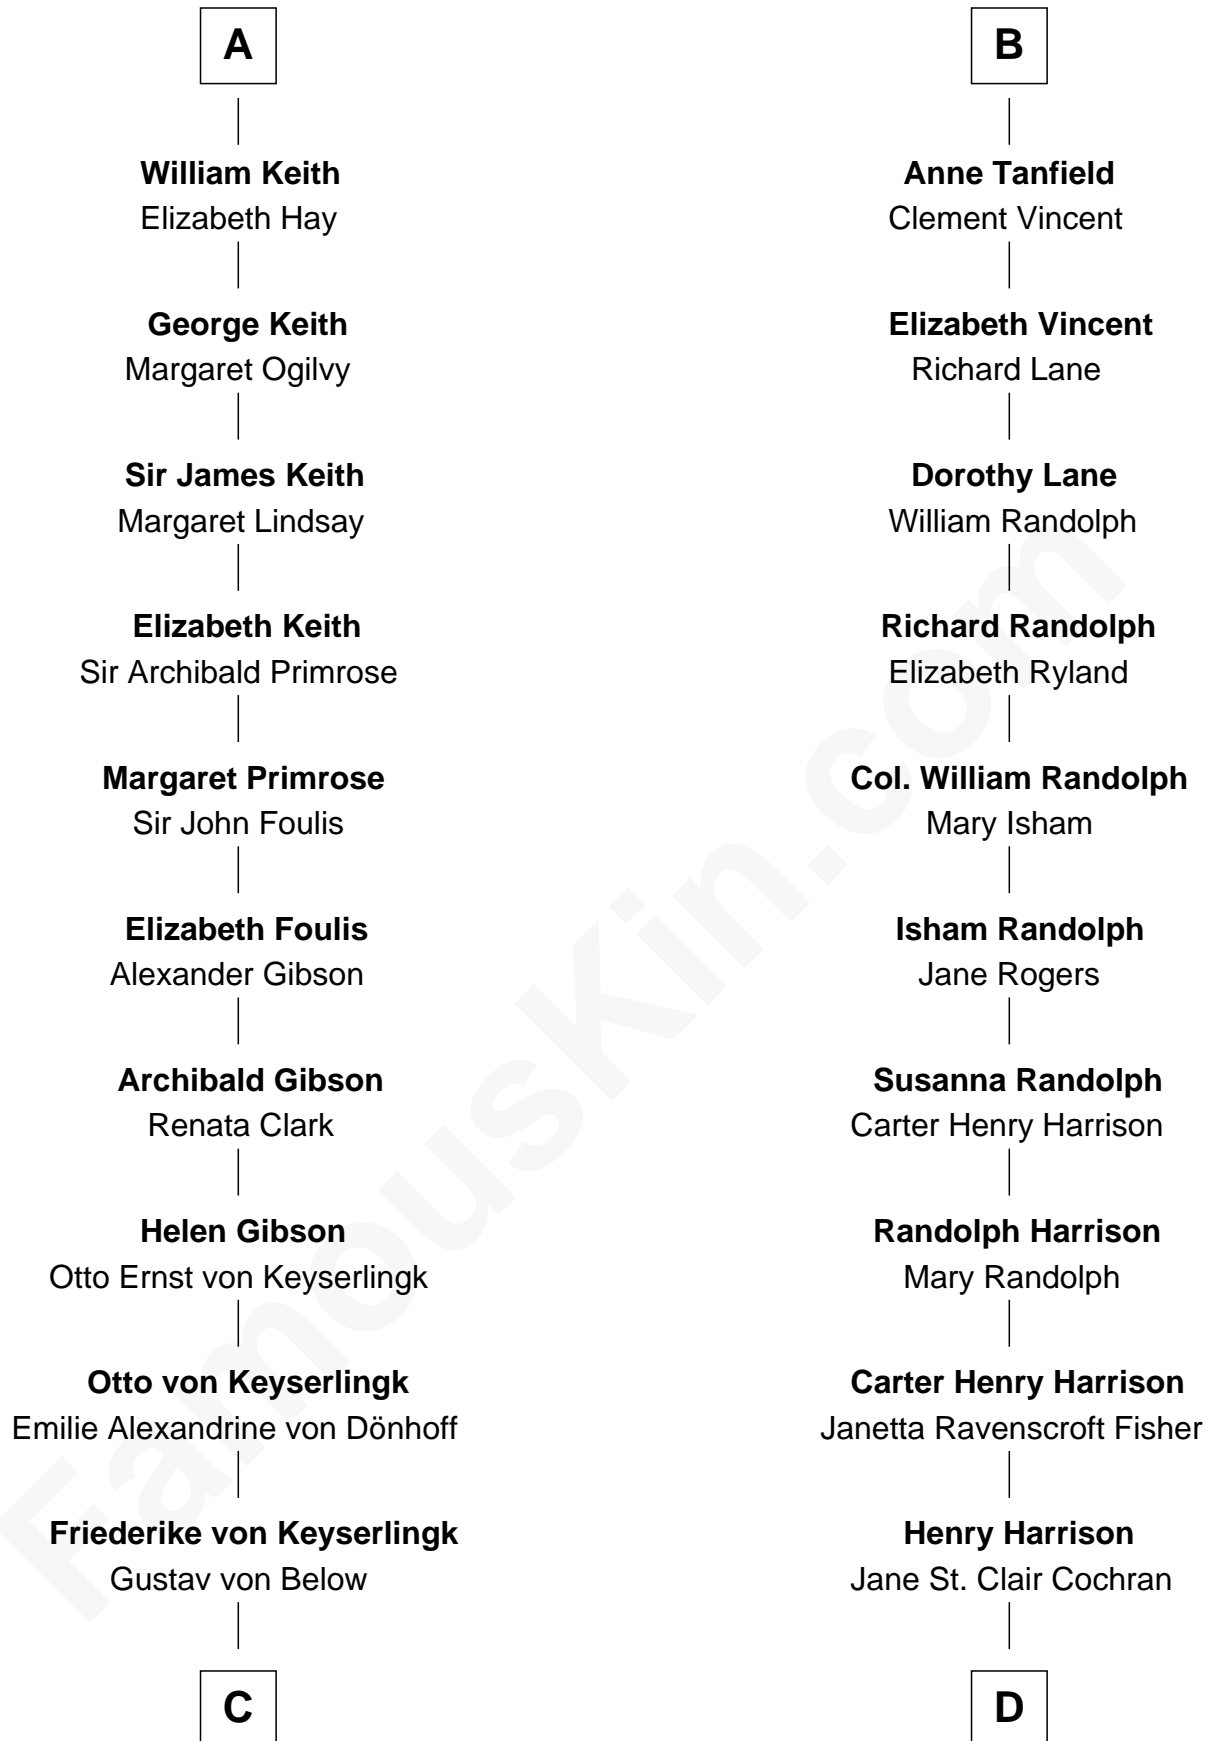 A
William Keith
Elizabeth Hay
George Keith
Margaret Ogilvy
Sir James Keith
Margaret Lindsay
Elizabeth Keith
Sir Archibald Primrose
Margaret Primrose
Sir John Foulis
Elizabeth Foulis
Alexander Gibson
Archibald Gibson
Renata Clark
Helen Gibson
Otto Ernst von Keyserlingk
Otto von Keyserlingk
Emilie Alexandrine von Dönhoff
Friederike von Keyserlingk
Gustav von Below
C
B
Anne Tanfield
Clement Vincent
Elizabeth Vincent
Richard Lane
Dorothy Lane
William Randolph
Richard Randolph
Elizabeth Ryland
Col. William Randolph
Mary Isham
Isham Randolph
Jane Rogers
Susanna Randolph
Carter Henry Harrison
Randolph Harrison
Mary Randolph
Carter Henry Harrison
Janetta Ravenscroft Fisher
Henry Harrison
Jane St. Clair Cochran
D
FamousKin.com